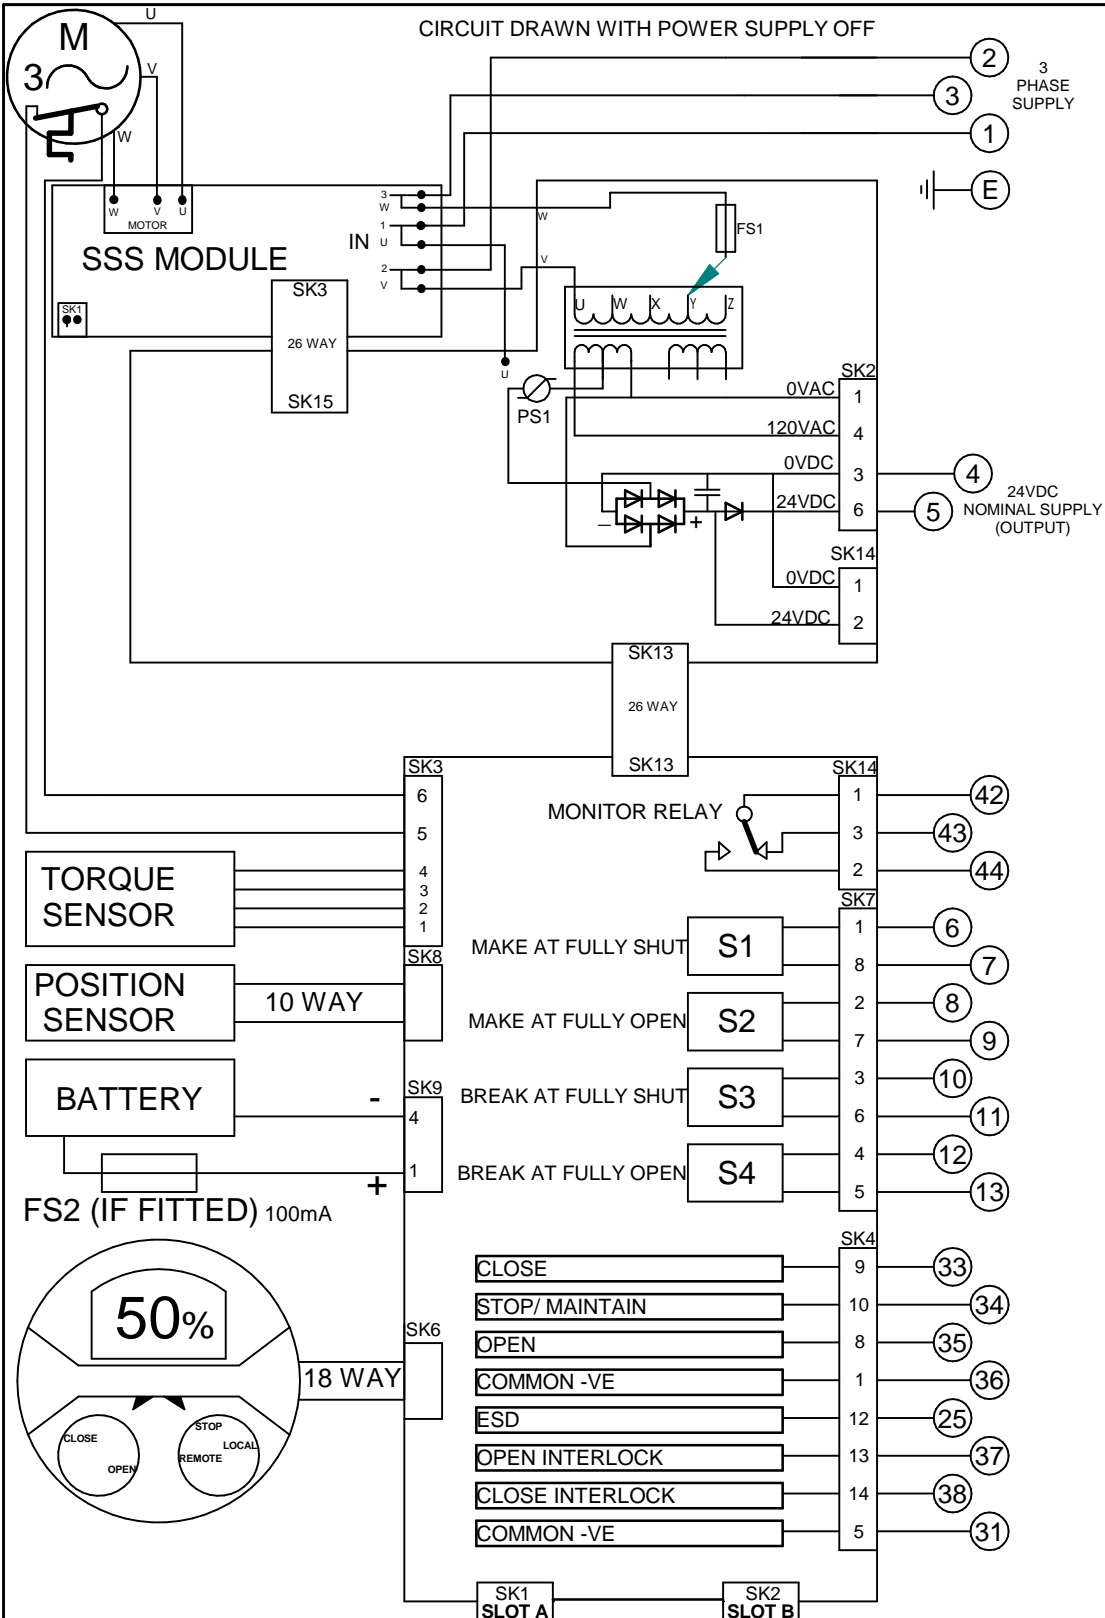 CIRCUIT DRAWN WITH POWER SUPPLY OFF
U
M
3
V
W
2
3
1
E
3
PHASE
SUPPLY
W V U
MOTOR
SSS MODULE
IN
3
W
1
U
2
V
W
V
U
FS1
SK1
SK3
26 WAY
SK15
U W X Y Z
PS1
SK2
0VAC 1
120VAC 4
0VDC 3 4
24VDC 6 5
24VDC
NOMINAL SUPPLY
(OUTPUT)
– +
SK14
0VDC 1
24VDC 2
SK13
26 WAY
SK13
SK3
6
5
4
3
2
1
TORQUE
SENSOR
SK8
POSITION
SENSOR
10 WAY
BATTERY
-
SK9
4
1
+
FS2 (IF FITTED) 100mA
50%
CLOSE
OPEN
STOP
LOCAL
REMOTE
18 WAY
SK6
SK14
MONITOR RELAY
1 42
3 43
2 44
SK7
MAKE AT FULLY SHUT S1
1 6
8 7
MAKE AT FULLY OPEN S2
2 8
7 9
BREAK AT FULLY SHUT S3
3 10
6 11
BREAK AT FULLY OPEN S4
4 12
5 13
SK4
CLOSE 9 33
STOP/ MAINTAIN 10 34
OPEN 8 35
COMMON -VE 1 36
ESD 12 25
OPEN INTERLOCK 13 37
CLOSE INTERLOCK 14 38
COMMON -VE 5 31
SK1
SLOT A
SK2
SLOT B